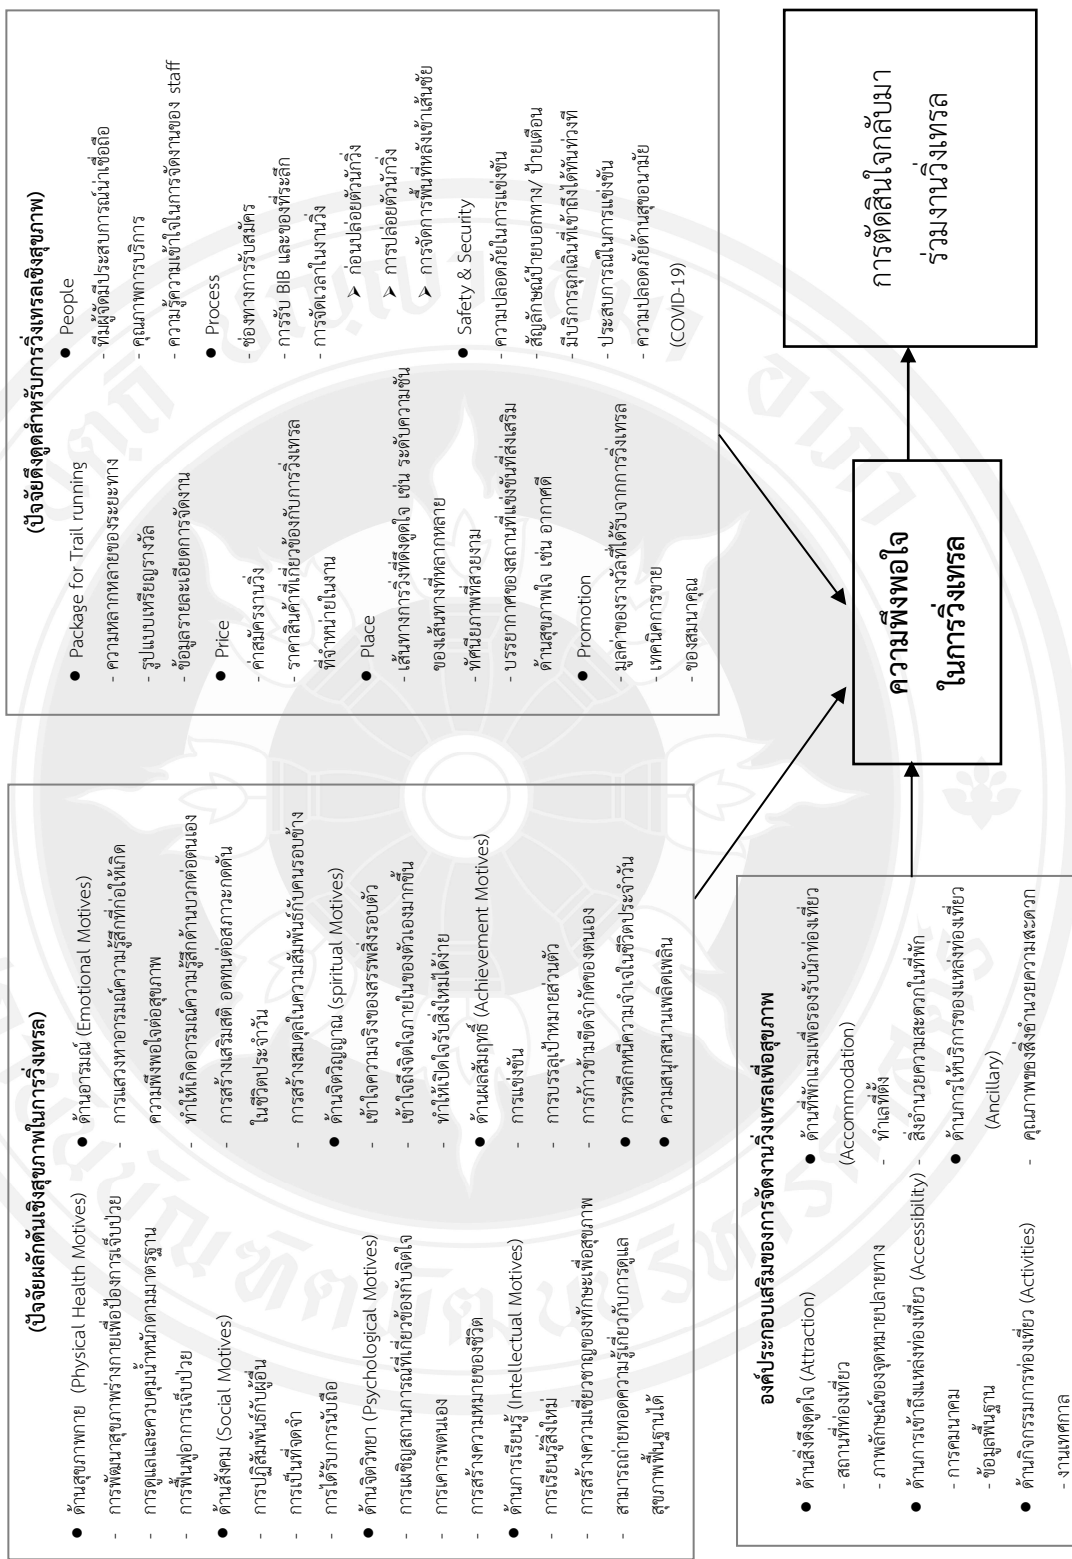 (ปัจจัยผลักดันเชิงสุขภาพในการวิ่งเทรล)
● ด้านสุขภาพกาย (Physical Health Motives)
- การพัฒนาสุขภาพร่างกายเพื่อป้องการเจ็บป่วย
- การดูแลและควบคุมน้ำหนักตามมาตรฐาน
- การฟื้นฟูอาการเจ็บป่วย
● ด้านสังคม (Social Motives)
- การปฏิสัมพันธ์กับผู้อื่น
- การเป็นที่จดจำ
- การได้รับการนับถือ
● ด้านจิตวิทยา (Psychological Motives)
- การเผชิญสถานการณ์ที่เกี่ยวข้องกับจิตใจ
- การเคารพตนเอง
- การสร้างความหมายของชีวิต
● ด้านการเรียนรู้ (Intellectual Motives)
- การเรียนรู้สิ่งใหม่
- การสร้างความเชี่ยวชาญของทักษะเพื่อสุขภาพ
- สามารถถ่ายทอดความรู้เกี่ยวกับการดูแล
สุขภาพพื้นฐานได้
● ด้านอารมณ์ (Emotional Motives)
- การแสวงหาอารมณ์ความรู้สึกที่ก่อให้เกิด
ความพึงพอใจต่อสุขภาพ
- ทำให้เกิดอารมณ์ความรู้สึกด้านบวกต่อตนเอง
- การสร้างเสริมสติ อดทนต่อสภาวะกดดัน
ในชีวิตประจำวัน
- การสร้างสมดุลในความสัมพันธ์กับคนรอบข้าง
● ด้านจิตวิญญาณ (spiritual Motives)
- เข้าใจความจริงของสรรพสิ่งรอบตัว
- เข้าใจถึงจิตใจภายในของตัวเองมากขึ้น
- ทำให้เปิดใจรับสิ่งใหม่ได้ง่าย
● ด้านผลสัมฤทธิ์ (Achievement Motives)
- การแข่งขัน
- การบรรลุเป้าหมายส่วนตัว
- การก้าวข้ามขีดจำกัดของตนเอง
● การหลีกหนีความจำเจในชีวิตประจำวัน
● ความสนุกสนานเพลิดเพลิน
(ปัจจัยดึงดูดสำหรับการวิ่งเทรลเชิงสุขภาพ)
● Package for Trail running
- ความหลากหลายของระยะทาง
- รูปแบบเหรียญรางวัล
- ข้อมูลรายละเอียดการจัดงาน
● Price
- ค่าสมัครงานวิ่ง
- ราคาสินค้าที่เกี่ยวข้องกับการวิ่งเทรล
ที่จำหน่ายในงาน
● Place
- เส้นทางการวิ่งที่ดึงดูดใจ เช่น ระดับความชัน
ของเส้นทางที่หลากหลาย
- ทัศนียภาพที่สวยงาม
- บรรยากาศของสถานที่แข่งขันที่ส่งเสริม
ด้านสุขภาพใจ เช่น อากาศดี
● Promotion
- มูลค่าของรางวัลที่ได้รับจากการวิ่งเทรล
- เทคนิคการขาย
- ของสมนาคุณ
● People
- ทีมผู้จัดมีประสบการณ์น่าเชื่อถือ
- คุณภาพการบริการ
- ความรู้ความเข้าใจในการจัดงานของ staff
● Process
- ช่องทางการรับสมัคร
- การรับ BIB และของที่ระลึก
- การจัดเวลาในงานวิ่ง
➢ ก่อนปล่อยตัวนักวิ่ง
➢ การปล่อยตัวนักวิ่ง
➢ การจัดการพื้นที่หลังเข้าเส้นชัย
● Safety & Security
- ความปลอดภัยในการแข่งขัน
- สัญลักษณ์ป้ายบอกทาง/ ป้ายเตือน
- มีบริการฉุกเฉินที่เข้าถึงได้ทันท่วงที
- ประสบการณ์ในการแข่งขัน
- ความปลอดภัยด้านสุขอนามัย
(COVID-19)
องค์ประกอบเสริมของการจัดงานวิ่งเทรลเพื่อสุขภาพ
● ด้านสิ่งดึงดูดใจ (Attraction)
- สถานที่ท่องเที่ยว
- ภาพลักษณ์ของจุดหมายปลายทาง
● ด้านการเข้าถึงแหล่งท่องเที่ยว (Accessibility)
- การคมนาคม
- ข้อมูลพื้นฐาน
● ด้านกิจกรรมการท่องเที่ยว (Activities)
- งานเทศกาล
● ด้านที่พักแรมเพื่อรองรับนักท่องเที่ยว
(Accommodation)
- ทำเลที่ตั้ง
- สิ่งอำนวยความสะดวกในที่พัก
● ด้านการให้บริการของแหล่งท่องเที่ยว
(Ancillary)
- คุณภาพของสิ่งอำนวยความสะดวก
ความพึงพอใจ
ในการวิ่งเทรล
การตัดสินใจกลับมา
ร่วมงานวิ่งเทรล